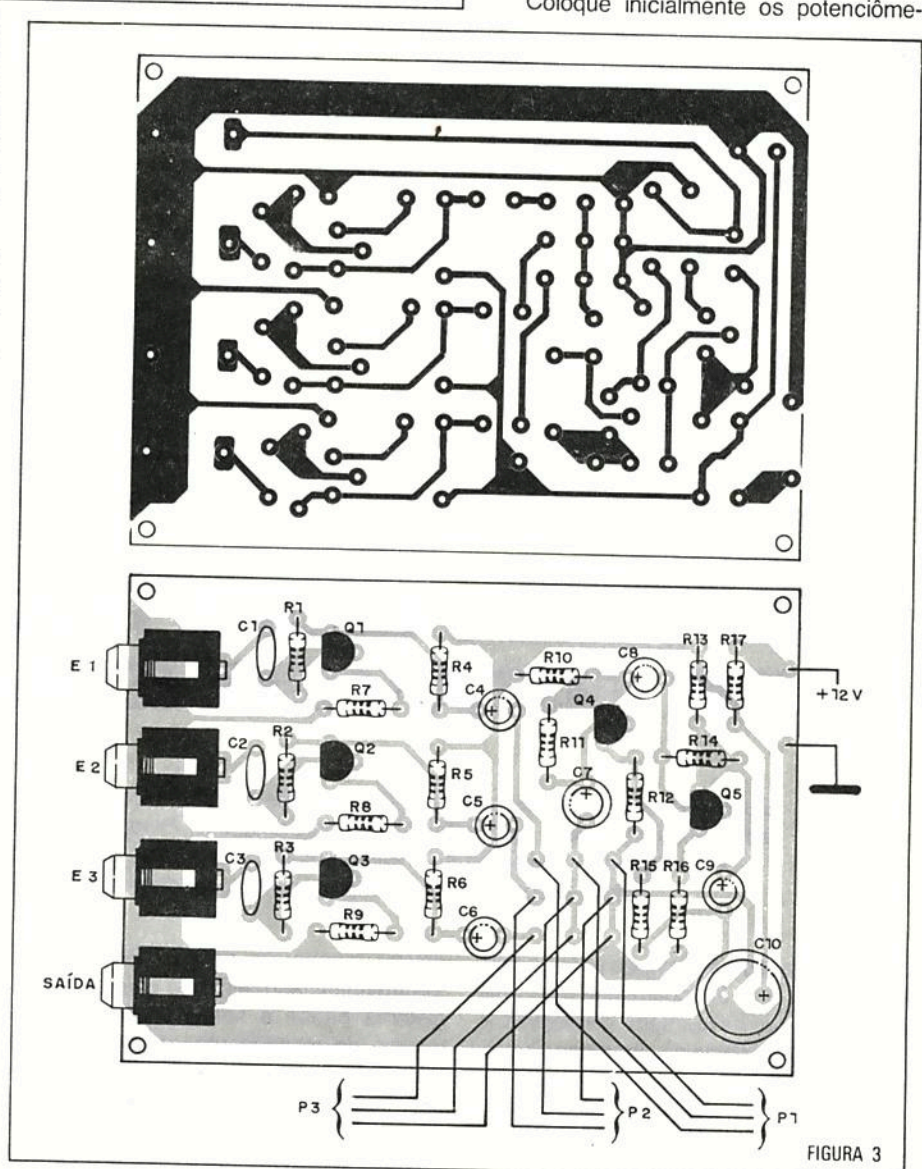 Coloque inicialmente os potenciôme-
R1
Q1
C1
E 1
R4
R7
C4
R10
C8
R13 R17
+ 12 V
Q4
R2
C2
Q2
E 2
R5
R8
C5
R11
C7
R12
R14
Q5
R3
C3
Q3
E 3
R6
R9
C6
R15 R16 C9
C10
SAÍDA
P3
P2
P1
FIGURA 3